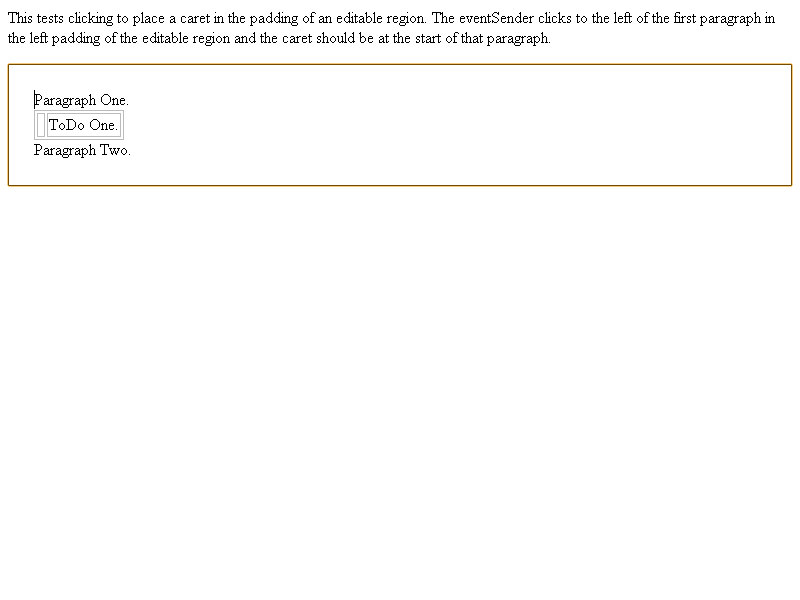 This tests clicking to place a caret in the padding of an editable region. The eventSender clicks to the left of the first paragraph in
the left padding of the editable region and the caret should be at the start of that paragraph.
Paragraph One.
ToDo One.
Paragraph Two.